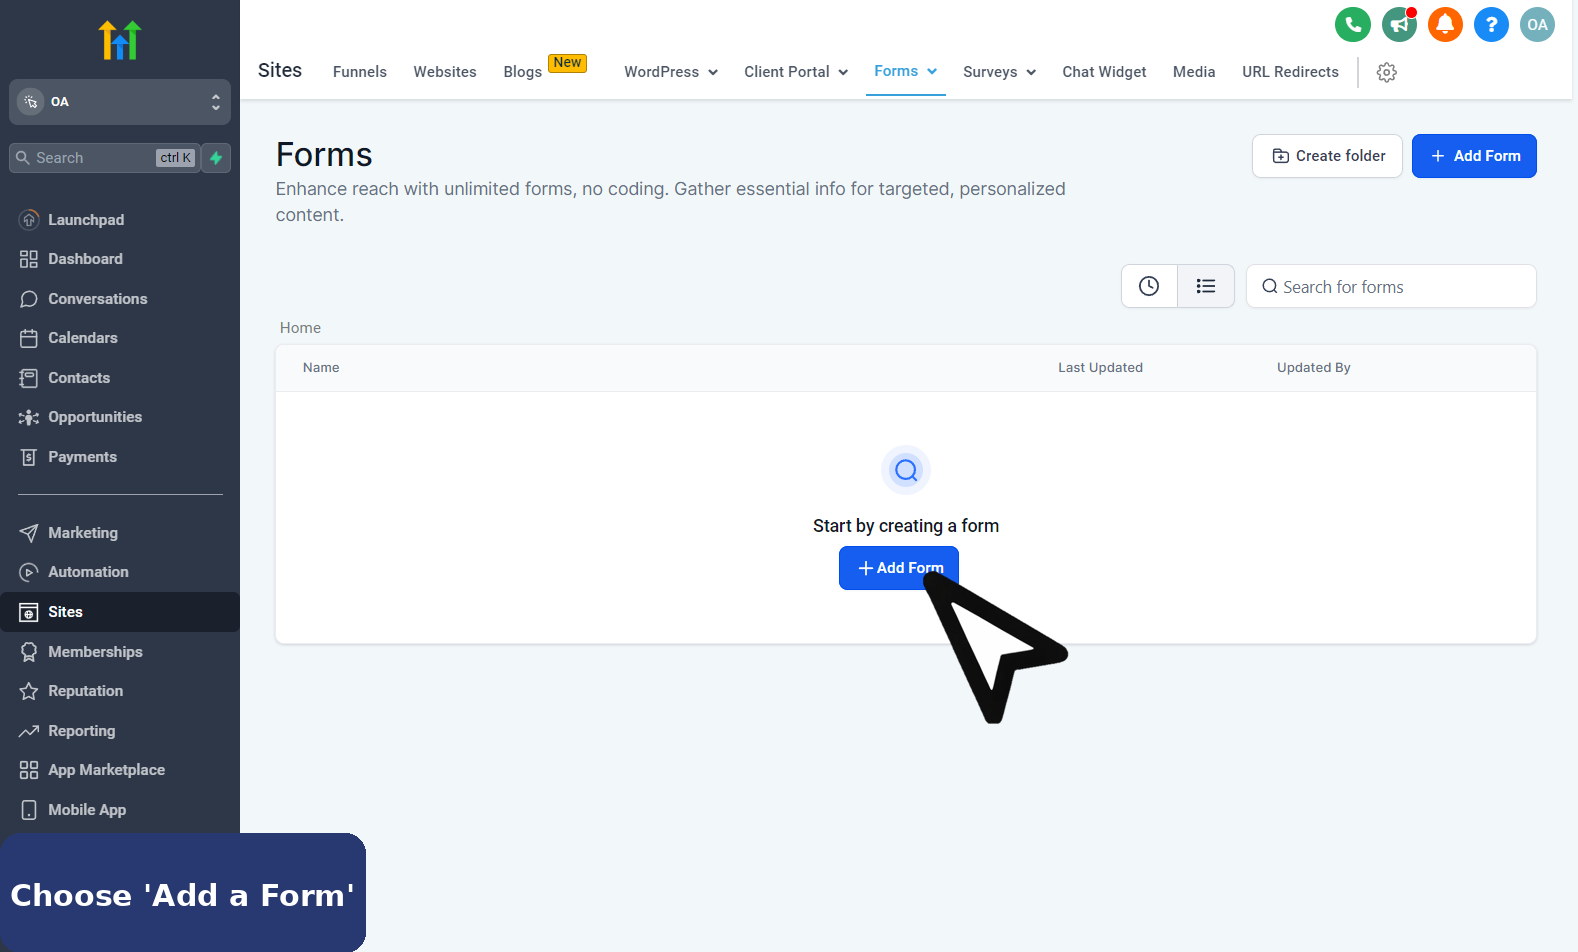 OA
Search ctrl K
Launchpad
Dashboard
Conversations
Calendars
Contacts
Opportunities
Payments
Marketing
Automation
Sites
Memberships
Reputation
Reporting
App Marketplace
Mobile App
Choose 'Add a Form'
OA
Sites Funnels Websites Blogs New WordPress Client Portal Forms Surveys Chat Widget Media URL Redirects
Forms
Enhance reach with unlimited forms, no coding. Gather essential info for targeted, personalized
content.
Create folder
+ Add Form
Search for forms
Home
Name Last Updated Updated By
Start by creating a form
+ Add Form